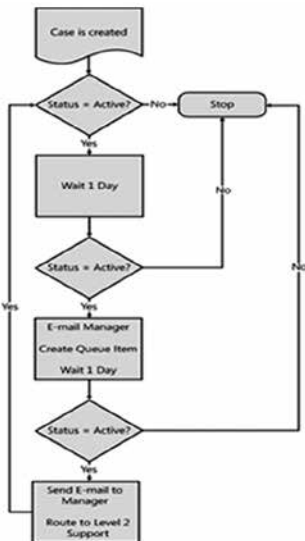 Case is created
Status = Active?
No
Stop
Yes
Wait 1 Day
No
Status = Active?
No
Yes
Yes
E-mail Manager
Create Queue Item
Wait 1 Day
Status = Active?
Yes
Send E-mail to
Manager
Route to Level 2
Support